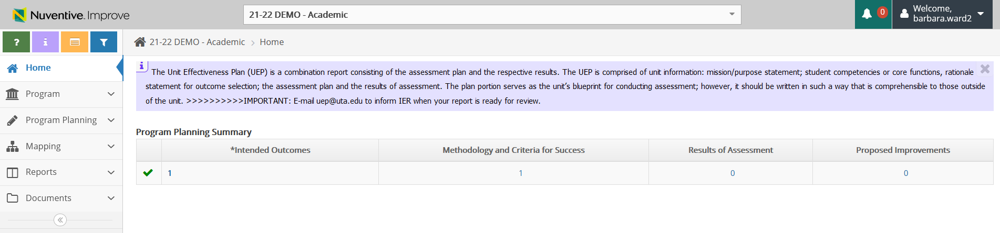 Nuventive Improve
21-22 DEMO - Academic
0
Welcome,
barbara.ward2
?
i
21-22 DEMO - Academic > Home
Home
Program
Program Planning
Mapping
Reports
Documents
i
The Unit Effectiveness Plan (UEP) is a combination report consisting of the assessment plan and the respective results. The UEP is comprised of unit information: mission/purpose statement; student competencies or core functions, rationale
statement for outcome selection; the assessment plan and the results of assessment. The plan portion serves as the unit’s blueprint for conducting assessment; however, it should be written in such a way that is comprehensible to those outside
of the unit. >>>>>>>>>>IMPORTANT: E-mail uep@uta.edu to inform IER when your report is ready for review.
Program Planning Summary
*Intended Outcomes Methodology and Criteria for Success Results of Assessment Proposed Improvements
1 1 0 0